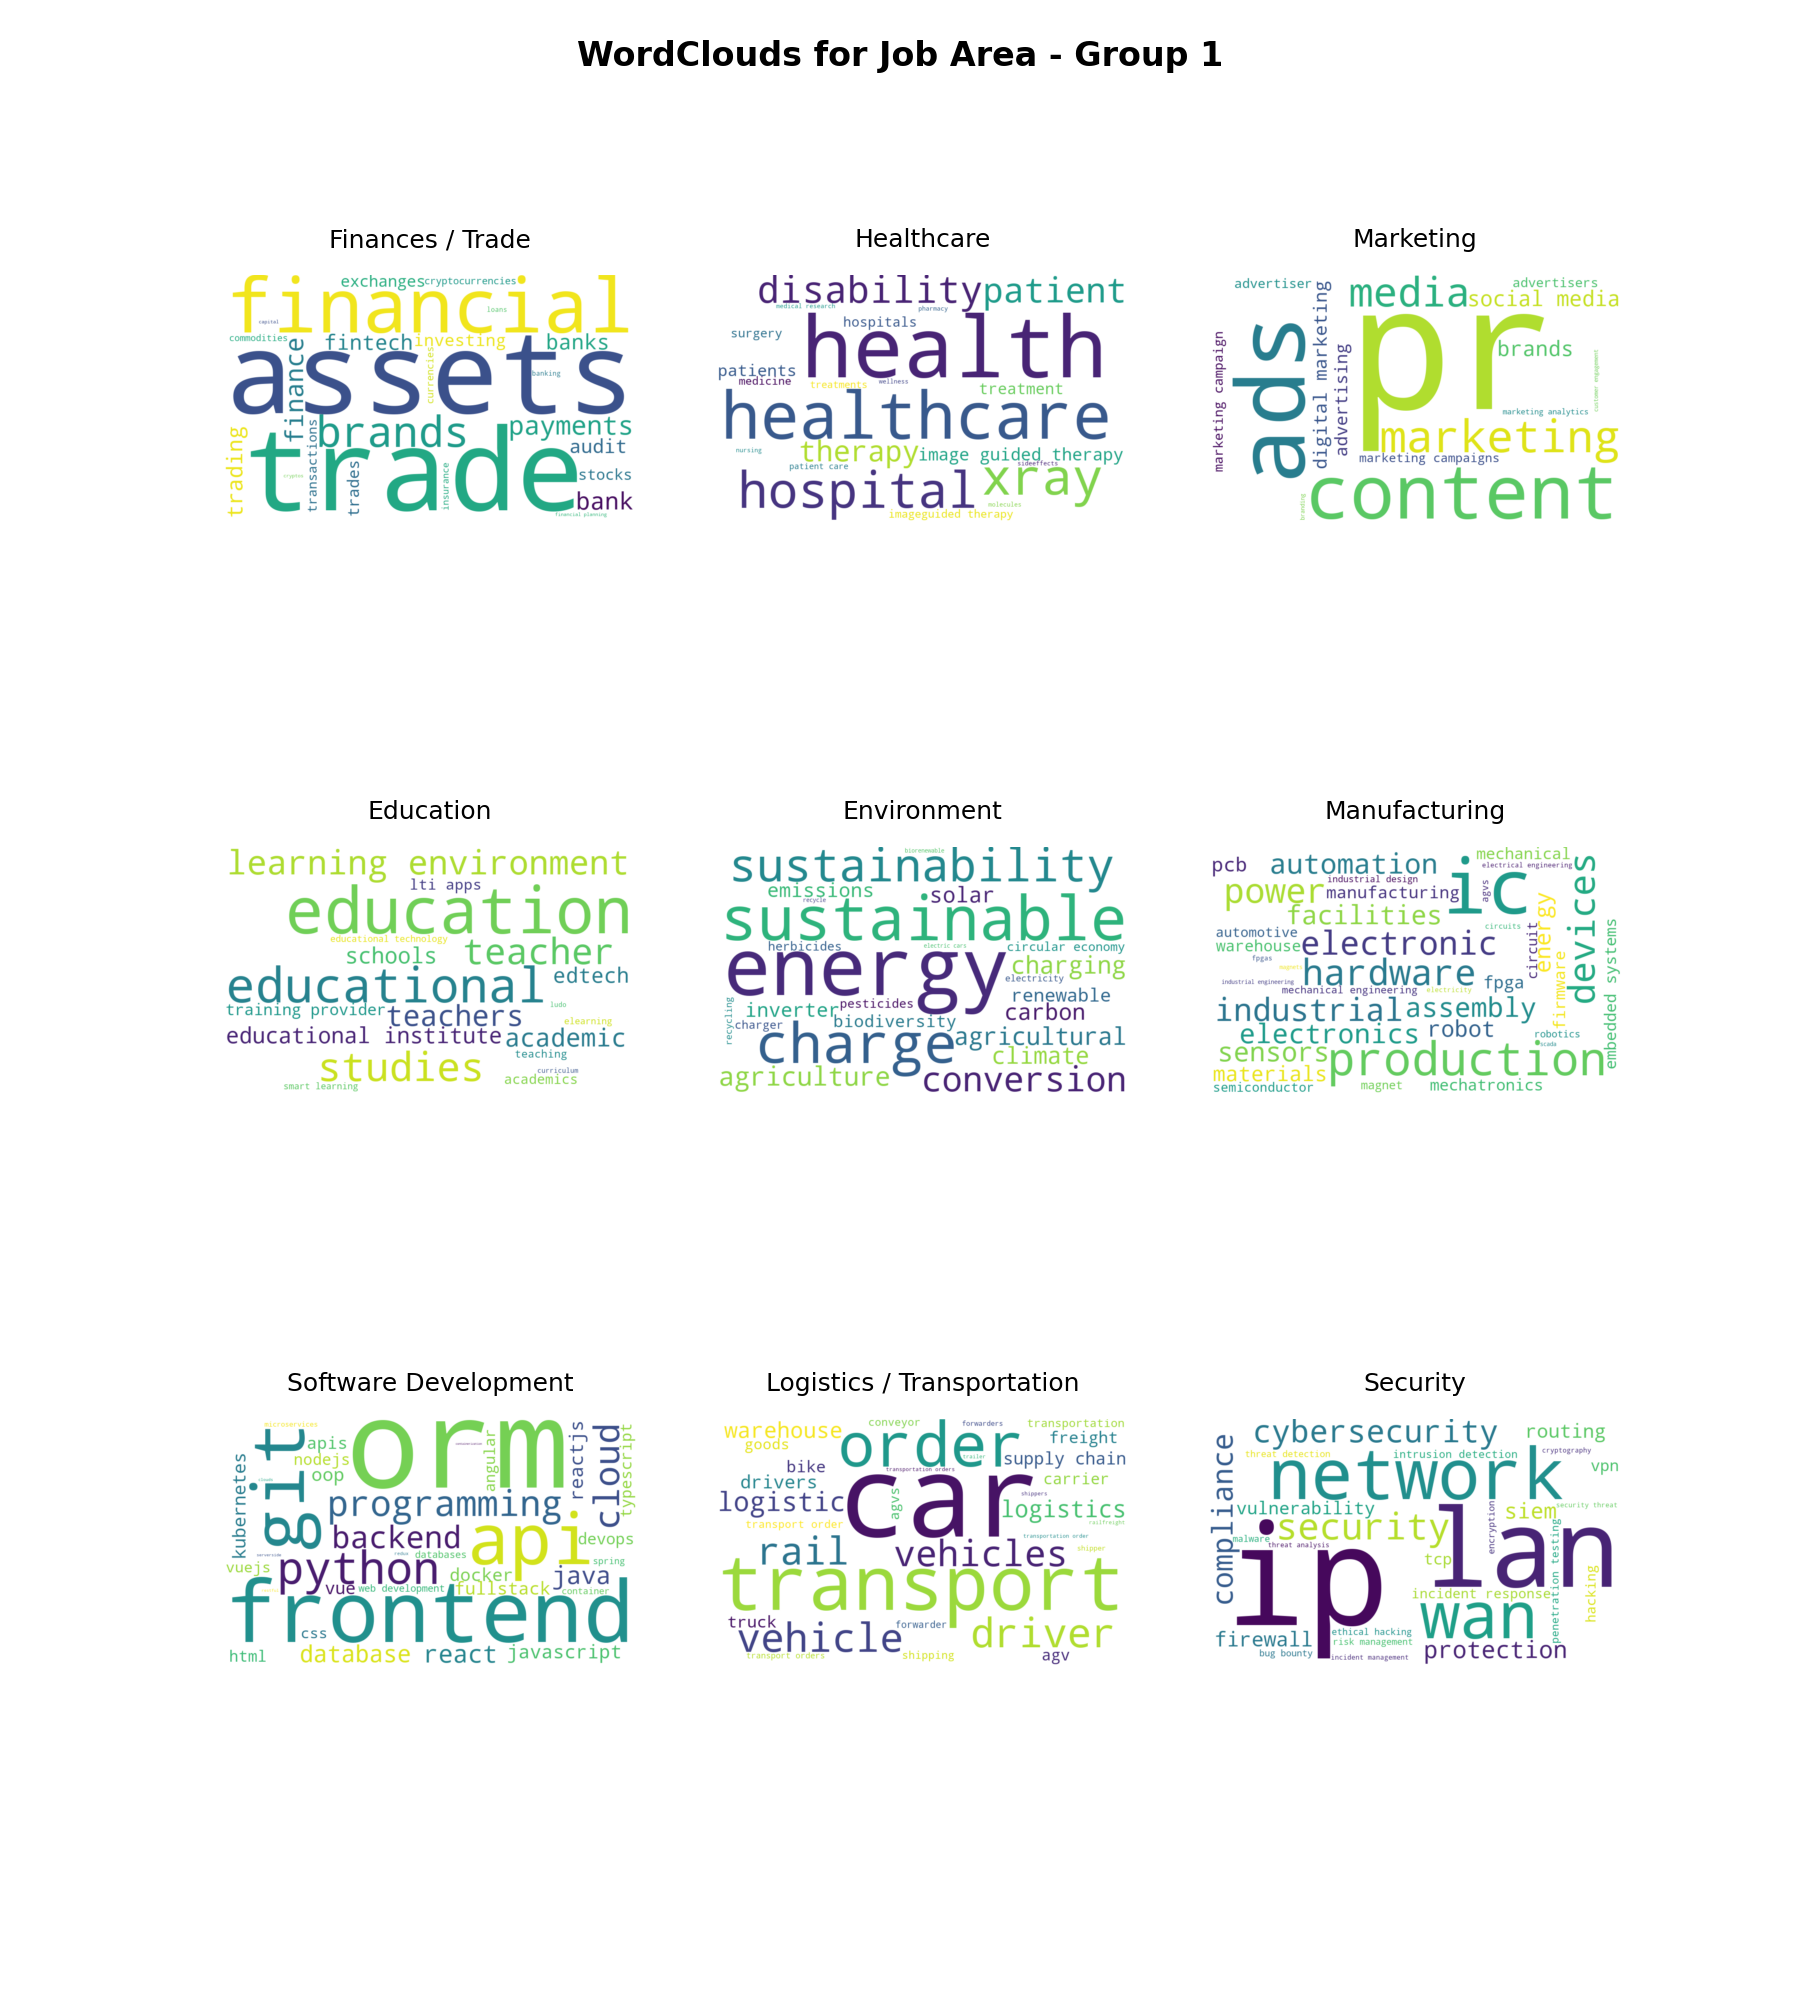 WordClouds for Job Area - Group 1
Finances / Trade
financial
exchanges
cryptocurrencies
loans
capstal
commodities
fintech
investing
banks
assets
finance
currencies
banking
brands
payments
trade
audit
trading
transactions
trades
insurance
stocks
cryptos
bank
financial planning
Healthcare
disability
patient
medical research
pharmacy
surgery
hospitals
health
patients
medicine
treatments
wellness
treatment
healthcare
nursing
therapy
image guided therapy
patient care
sideeffects
hospital
xray
molecules
imageguided therapy
Marketing
advertiser
media
advertisers
social media
ads
digital marketing
pr
brands
marketing campaign
advertising
customer engagement
marketing analytics
marketing
marketing campaigns
branding
content
Education
learning environment
lti apps
education
educational technology
schools
teacher
educational
edtech
training provider
teachers
ludo
elearning
educational institute
academic
teaching
studies
curriculum
academics
smart learning
Environment
biorenewable
sustainability
emissions
recycle
solar
sustainable
herbicides
electric cars
circular economy
energy
charging
electricity
recycling
inverter
pesticides
renewable
carbon
charger
biodiversity
charge
agricultural
climate
agriculture
conversion
Manufacturing
pcb
automation
ic
mechanical
electrical engineering
industrial design
power
manufacturing
agvs
devices
facilities
energy
circuits
automotive
warehouse
electronic
circuit
embedded systems
fpgas
magnets
hardware
fpga
firmware
industrial engineering
mechanical engineering
electricity
industrial
assembly
electronics
robot
robotics
scada
sensors
production
materials
semiconductor
magnet
mechatronics
Software Development
microservices
git
orm
reactjs
cloud
typescript
apis
nodejs
oop
angular
kubernetes
clouds
programming
backend
api
devops
serverside
python
redux
databases
spring
vuejs
docker
java
vue
web development
fullstack
container
frontend
css
html
database
react
javascript
Logistics / Transportation
warehouse
goods
conveyor
order
forwarders
transportation
freight
trailer
supply chain
bike
transportation orders
drivers
car
carrier
logistic
agvs
shippers
logistics
transport order
railfreight
transportation order
rail
vehicles
shipper
transport
truck
vehicle
forwarder
driver
transport orders
shipping
agv
Security
cybersecurity
routing
threat detection
intrusion detection
cryptography
compliance
network
vpn
vulnerability
siem
security threat
security
encryption
lan
malware
threat analysis
ip
tcp
penetration testing
hacking
incident response
wan
firewall
ethical hacking
risk management
bug bounty
incident management
protection